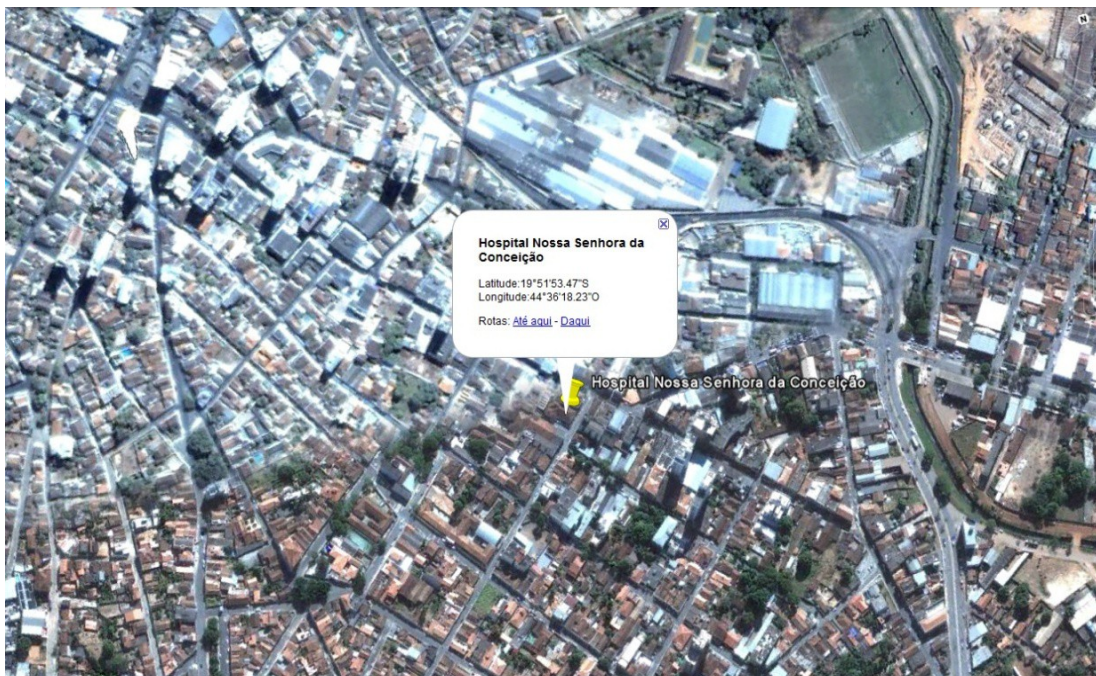 N
Hospital Nossa Senhora da
Conceição
Latitude:19°51'53.47"S
Longitude:44°36'18.23"O
Rotas: Até aqui - Daqui
Hospital Nossa Senhora da Conceição